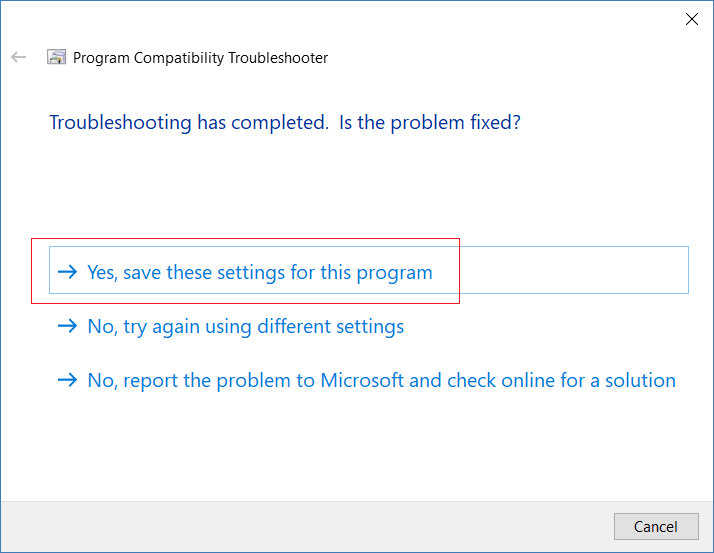 Program Compatibility Troubleshooter
Troubleshooting has completed.  Is the problem fixed?
Yes, save these settings for this program
No, try again using different settings
No, report the problem to Microsoft and check online for a solution
Cancel